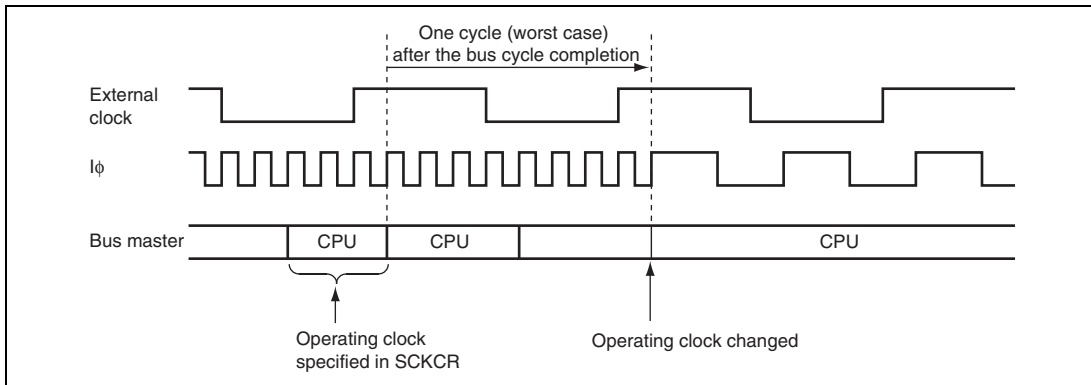 One cycle (worst case)
after the bus cycle completion
External
clock
Iϕ
Bus master
CPU
CPU
CPU
Operating clock
specified in SCKCR
Operating clock changed